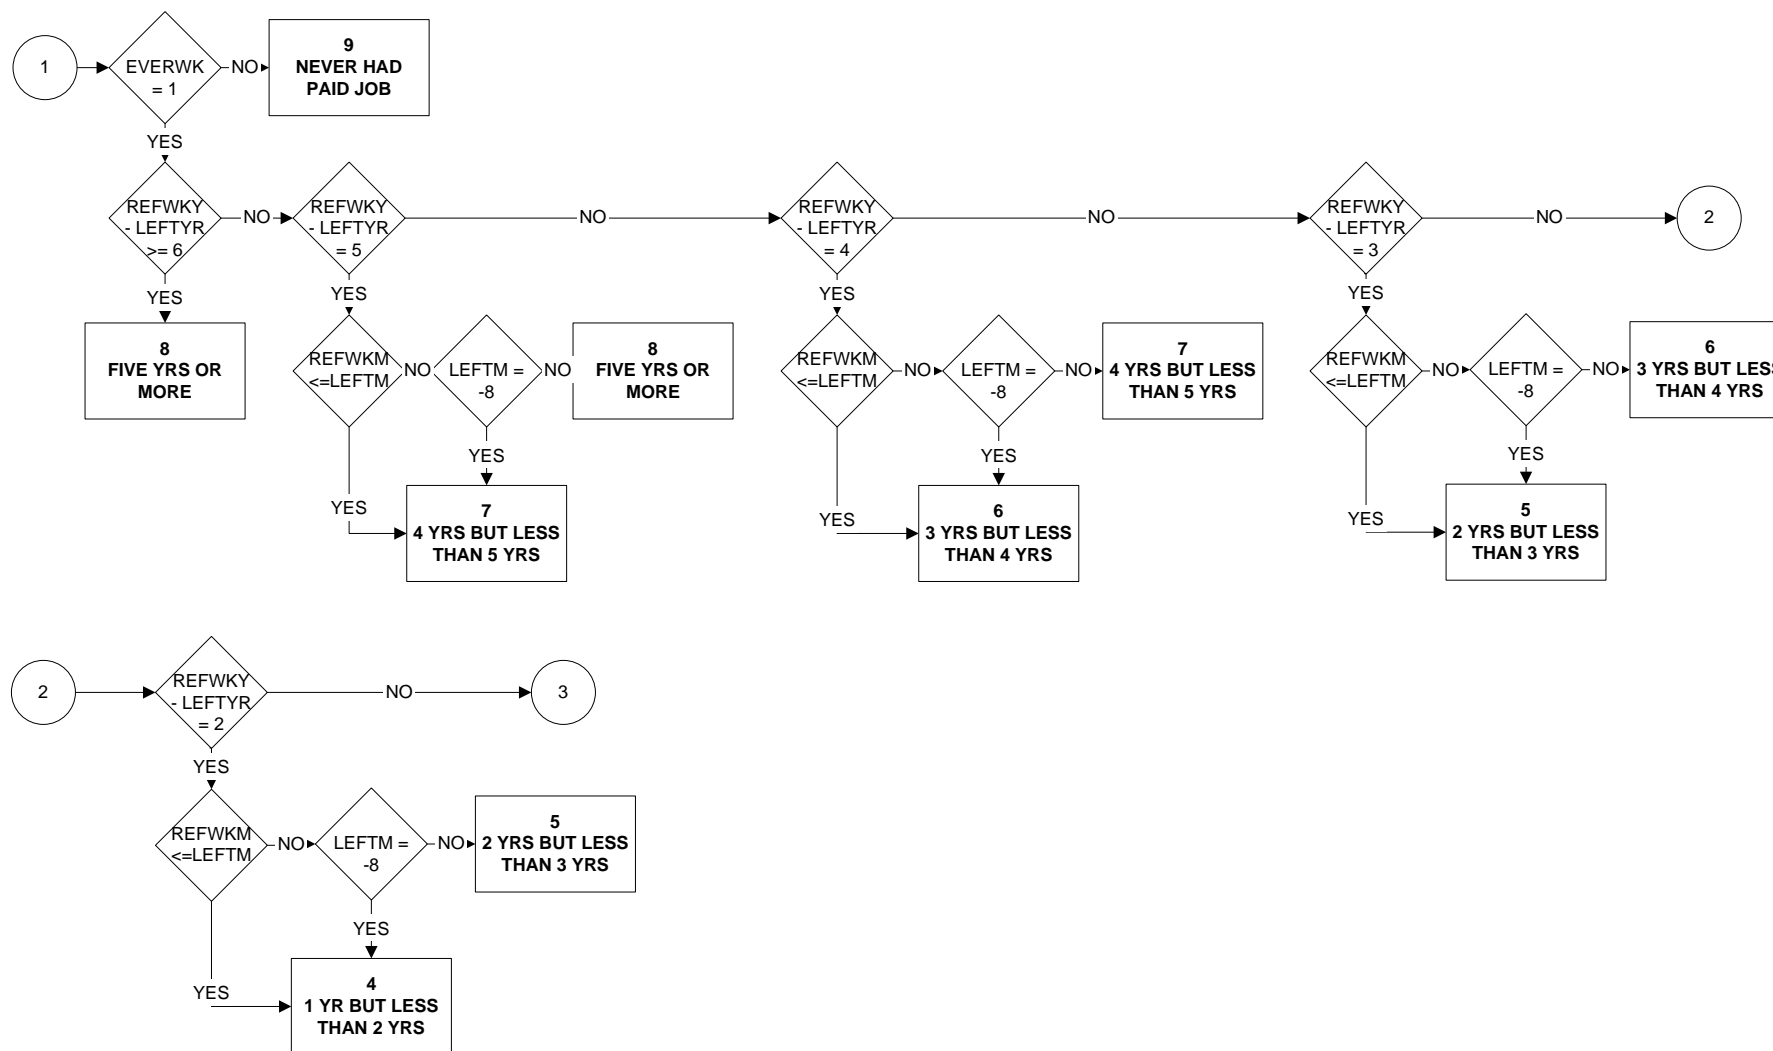 1
EVERWK
= 1
NO
9
NEVER HAD
PAID JOB
YES
REFWKY
- LEFTYR
>= 6
NO
REFWKY
- LEFTYR
= 5
NO
REFWKY
- LEFTYR
= 4
NO
REFWKY
- LEFTYR
= 3
NO
2
YES
YES
YES
YES
8
FIVE YRS OR
MORE
REFWKM
<=LEFTM
NO
LEFTM =
-8
NO
8
FIVE YRS OR
MORE
REFWKM
<=LEFTM
NO
LEFTM =
-8
NO
7
4 YRS BUT LESS
THAN 5 YRS
REFWKM
<=LEFTM
NO
LEFTM =
-8
NO
6
3 YRS BUT LESS
THAN 4 YRS
YES
YES
YES
YES
7
4 YRS BUT LESS
THAN 5 YRS
YES
6
3 YRS BUT LESS
THAN 4 YRS
YES
5
2 YRS BUT LESS
THAN 3 YRS
2
REFWKY
- LEFTYR
= 2
NO
3
YES
REFWKM
<=LEFTM
NO
LEFTM =
-8
NO
5
2 YRS BUT LESS
THAN 3 YRS
YES
YES
4
1 YR BUT LESS
THAN 2 YRS